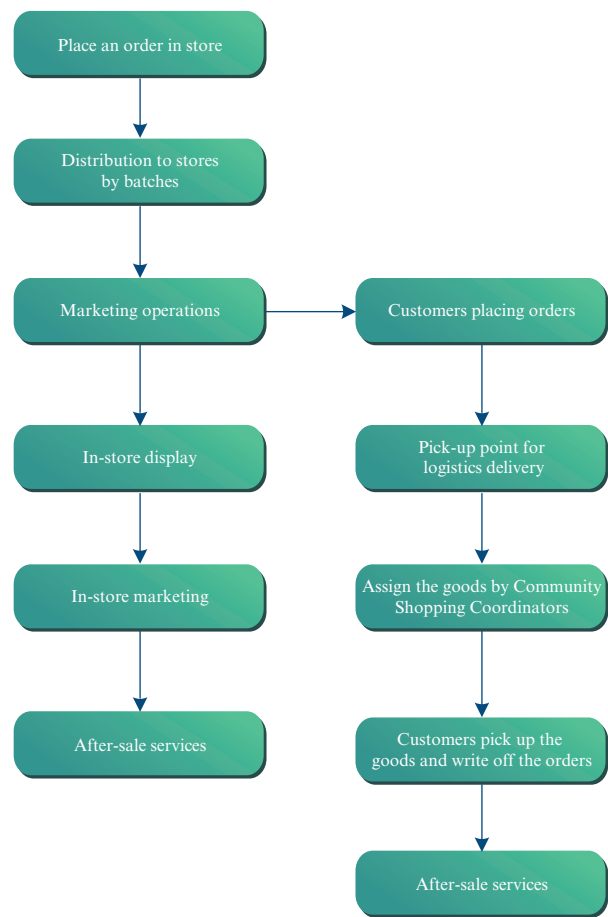 Place an order in store
Distribution to stores
by batches
Marketing operations
Customers placing orders
In-store display
Pick-up point for
logistics delivery
In-store marketing
Assign the goods by Community
Shopping Coordinators
After-sale services
Customers pick up the
goods and write off the orders
After-sale services